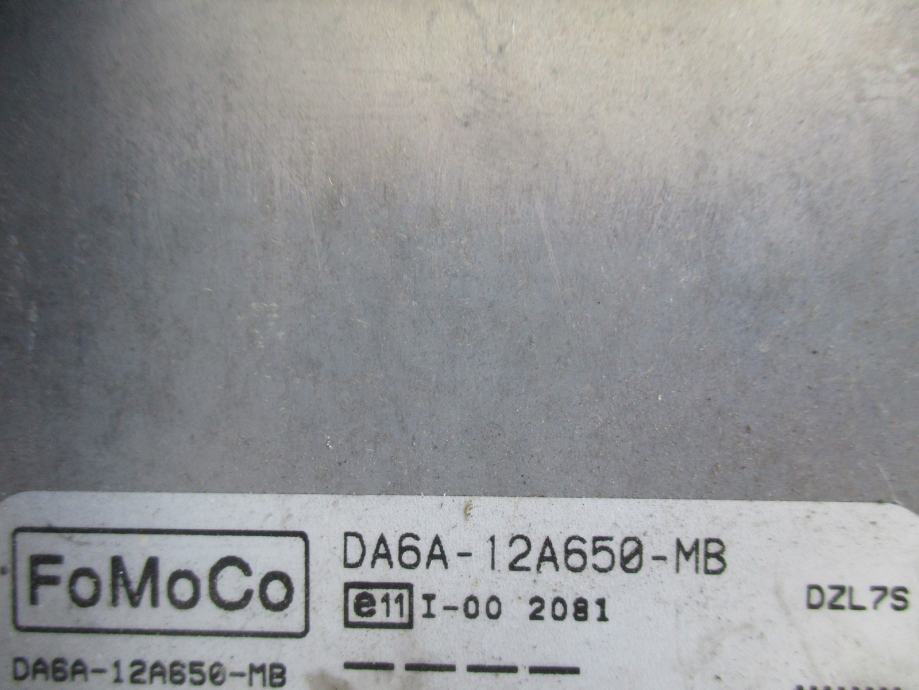 FoMoCo
DA6A-12A650-MB
e11 I-00 2081
DZL7S
DA6A-12A650-MB